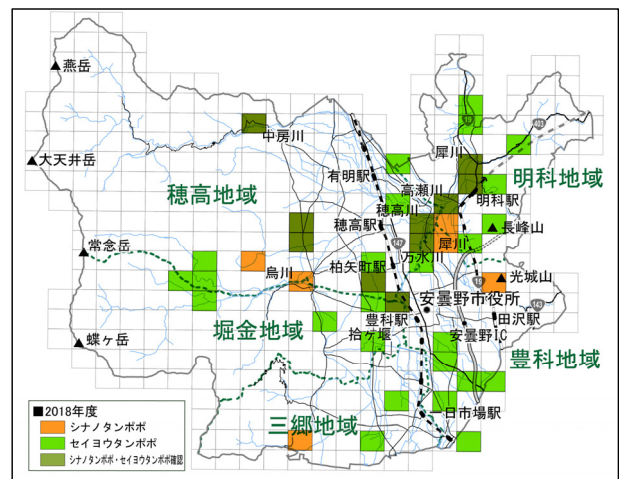 ▲燕岳
中房川
19
403
犀川
▲大天井岳
有明駅
明科地域
高瀬川
明科駅
穂高地域
穂高川
穂高駅
▲長峰山
147
犀川
▲常念岳
万水川
柏矢町駅
烏川
19
▲光城山
安曇野市役所
143
豊科駅
田沢駅
堀金地域
拾ヶ堰
安曇野IC
▲蝶ヶ岳
豊科地域
一日市場駅
三郷地域
■2018年度
シナノタンポポ
セイヨウタンポポ
シナノタンポポ・セイヨウタンポポ確認